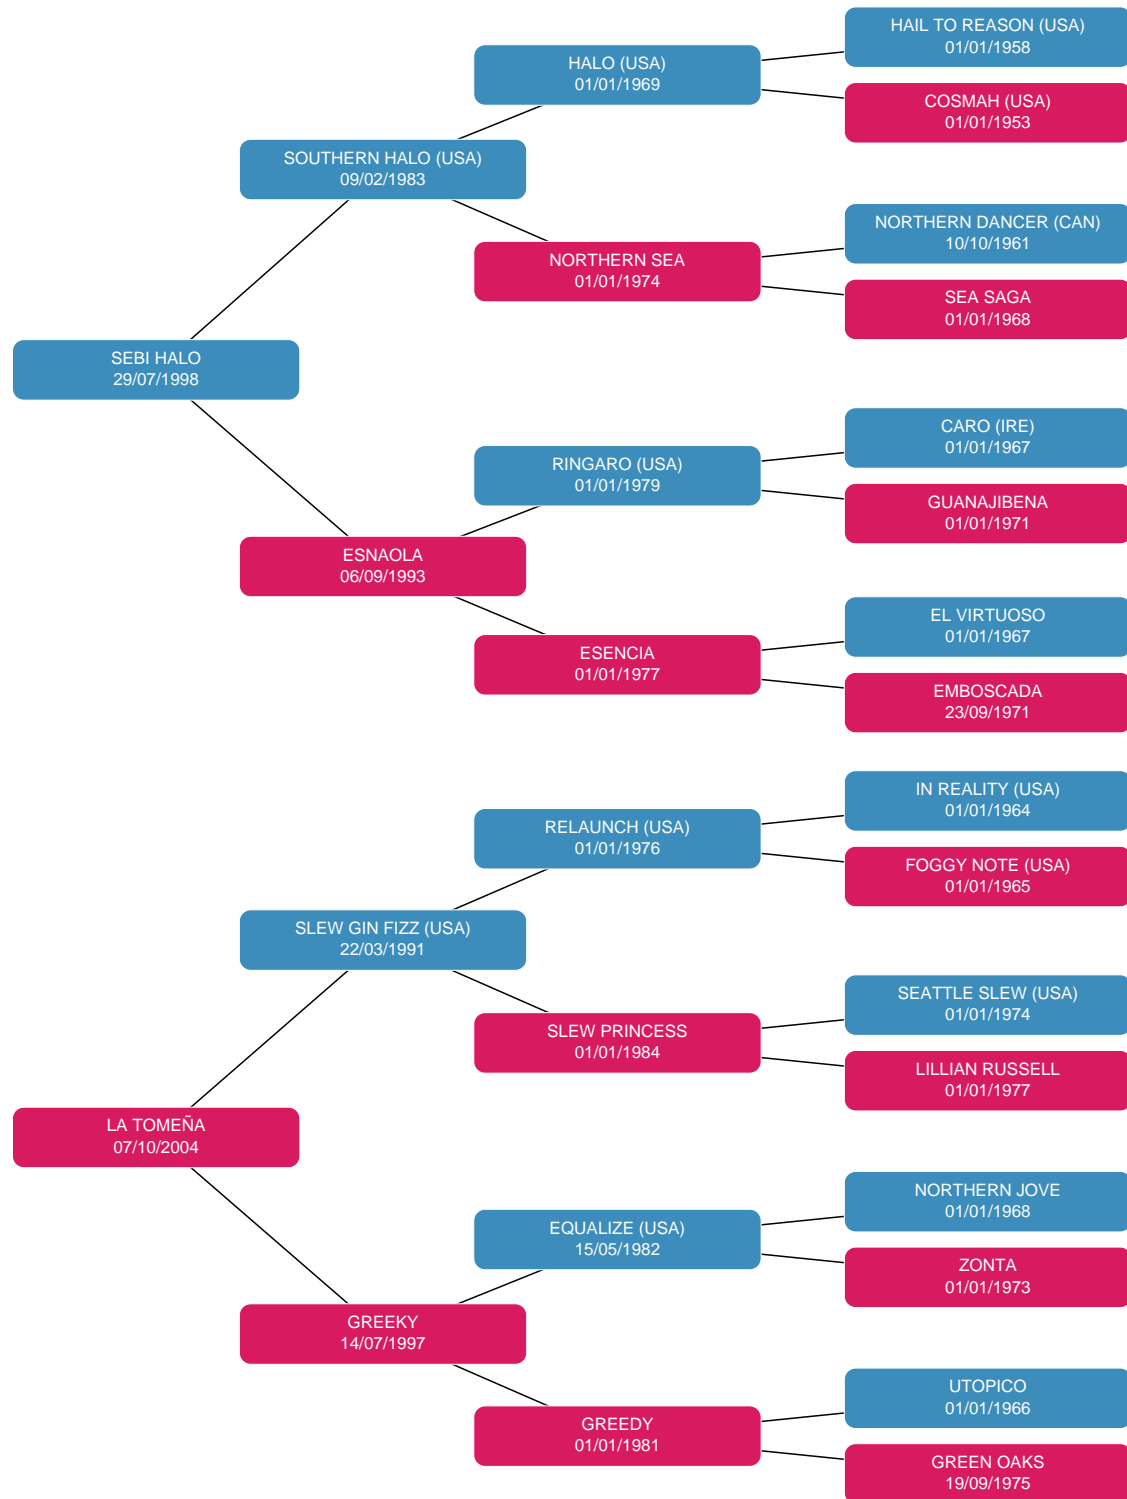 HAIL TO REASON (USA)
01/01/1958
HALO (USA)
01/01/1969
COSMAH (USA)
01/01/1953
SOUTHERN HALO (USA)
09/02/1983
NORTHERN DANCER (CAN)
10/10/1961
NORTHERN SEA
01/01/1974
SEA SAGA
01/01/1968
SEBI HALO
29/07/1998
CARO (IRE)
01/01/1967
RINGARO (USA)
01/01/1979
GUANAJIBENA
01/01/1971
ESNAOLA
06/09/1993
EL VIRTUOSO
01/01/1967
ESENCIA
01/01/1977
EMBOSCADA
23/09/1971
IN REALITY (USA)
01/01/1964
RELAUNCH (USA)
01/01/1976
FOGGY NOTE (USA)
01/01/1965
SLEW GIN FIZZ (USA)
22/03/1991
SEATTLE SLEW (USA)
01/01/1974
SLEW PRINCESS
01/01/1984
LILLIAN RUSSELL
01/01/1977
LA TOMEÑA
07/10/2004
NORTHERN JOVE
01/01/1968
EQUALIZE (USA)
15/05/1982
ZONTA
01/01/1973
GREEKY
14/07/1997
UTOPICO
01/01/1966
GREEDY
01/01/1981
GREEN OAKS
19/09/1975